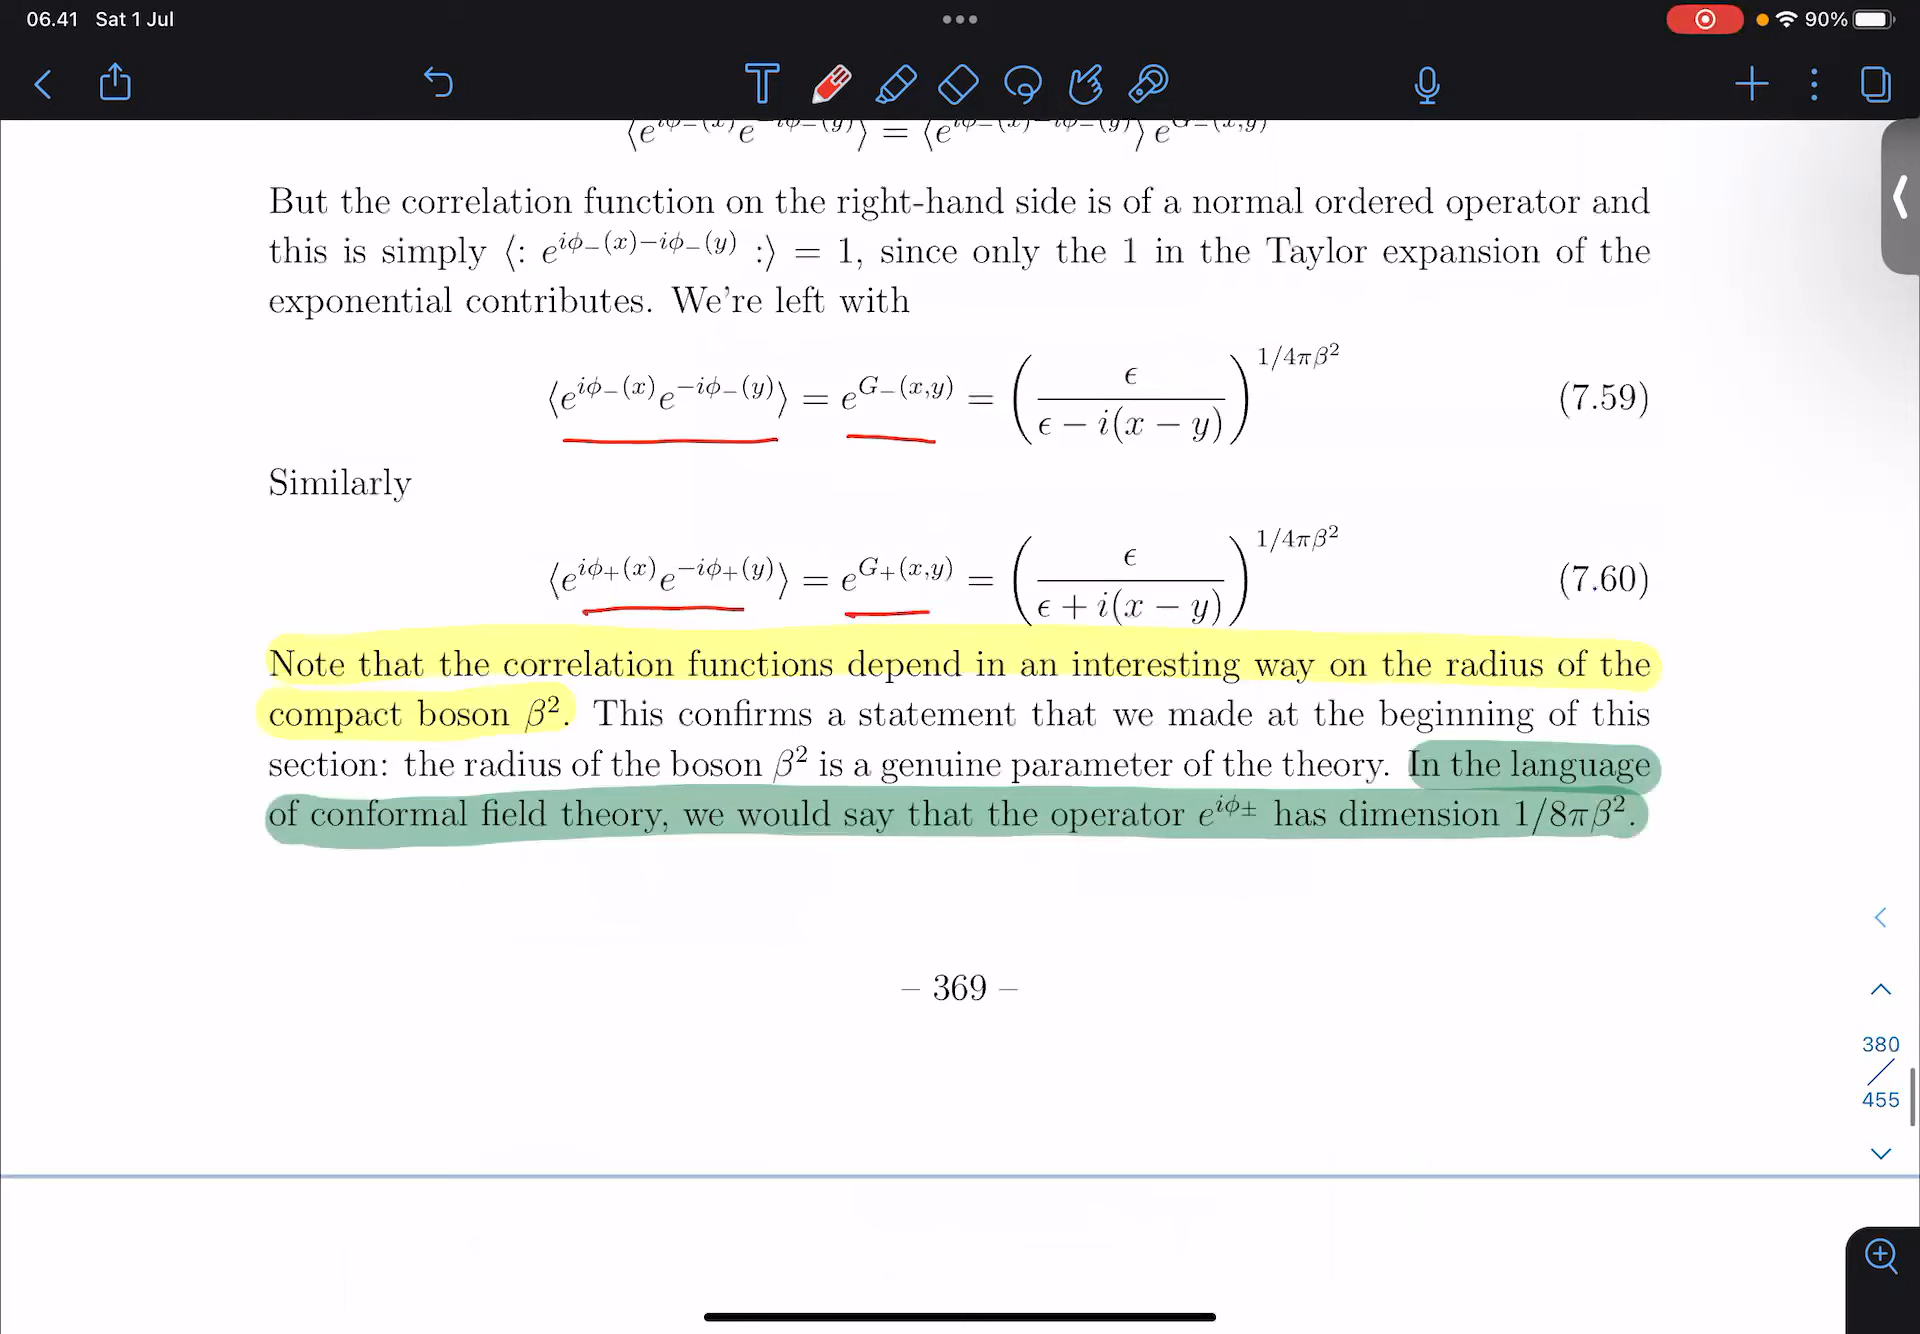 06.41 Sat 1 Jul
90%
⟨e^{iϕ₋(x)} e^{-iϕ₋(y)}⟩ = ⟨e^{iϕ₋(x)-iϕ₋(y)}⟩ e^{G₋(x,y)}
But the correlation function on the right-hand side is of a normal ordered operator and
this is simply ⟨: e^{iϕ₋(x)-iϕ₋(y)} :⟩ = 1, since only the 1 in the Taylor expansion of the
exponential contributes. We're left with
⟨e^{iϕ₋(x)} e^{-iϕ₋(y)}⟩ = e^{G₋(x,y)} = (ϵ / (ϵ − i(x − y)))^{1/4πβ²} (7.59)
Similarly
⟨e^{iϕ₊(x)} e^{-iϕ₊(y)}⟩ = e^{G₊(x,y)} = (ϵ / (ϵ + i(x − y)))^{1/4πβ²} (7.60)
Note that the correlation functions depend in an interesting way on the radius of the
compact boson β². This confirms a statement that we made at the beginning of this
section: the radius of the boson β² is a genuine parameter of the theory. In the language
of conformal field theory, we would say that the operator e^{iϕ±} has dimension 1/8πβ².
– 369 –
380
/
455